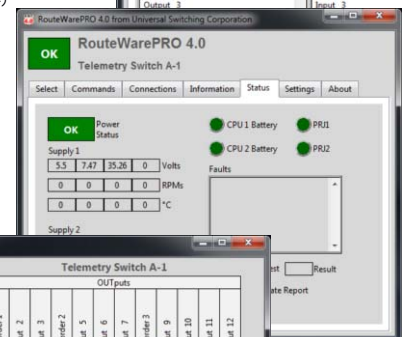 Output 3
Input 3
RouteWarePRO 4.0 from Universal Switching Corporation
OK
RouteWarePRO 4.0
Telemetry Switch A-1
Select Commands Connections Information Status Settings About
OK
Power Status
CPU 1 Battery PRJ1
CPU 2 Battery PRJ2
Supply 1
5.5 7.47 35.26 0 Volts
0 0 0 0 RPMs
0 0 0 0 °C
Faults
Supply 2
Result
Report
Telemetry Switch A-1
OUTputs